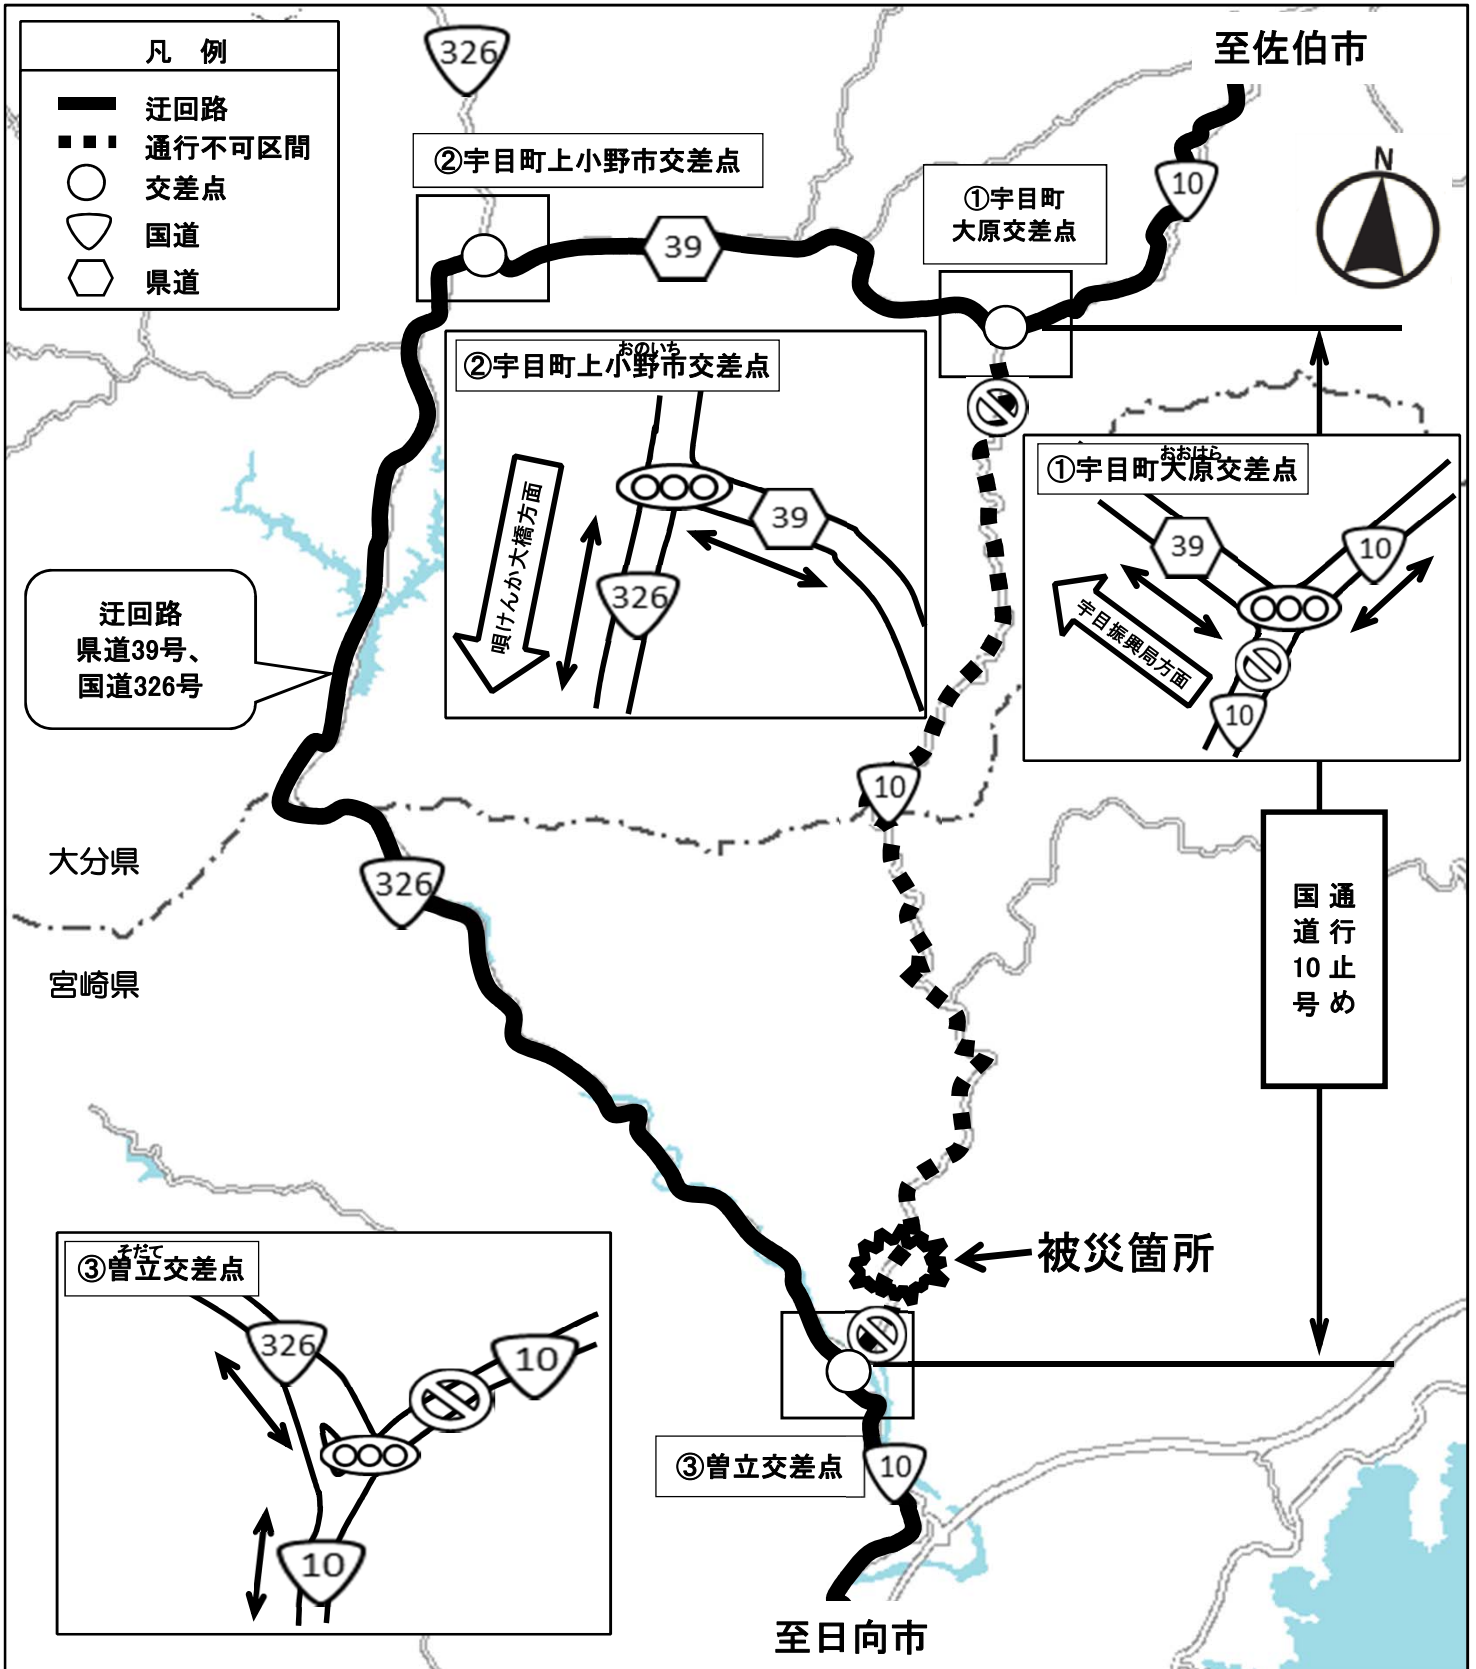 凡 例
迂回路
通行不可区間
交差点
国道
県道
326
至佐伯市
②宇目町上小野市交差点
①宇目町
大原交差点
10
N
39
おのいち
②宇目町上小野市交差点
39
326
唄けんか大橋方面
おおはら
①宇目町大原交差点
39
10
宇目振興局方面
10
迂回路
県道39号、
国道326号
10
大分県
326
宮崎県
通行止め
国道10号
被災箇所
そだて
③曽立交差点
326
10
10
③曽立交差点
10
至日向市